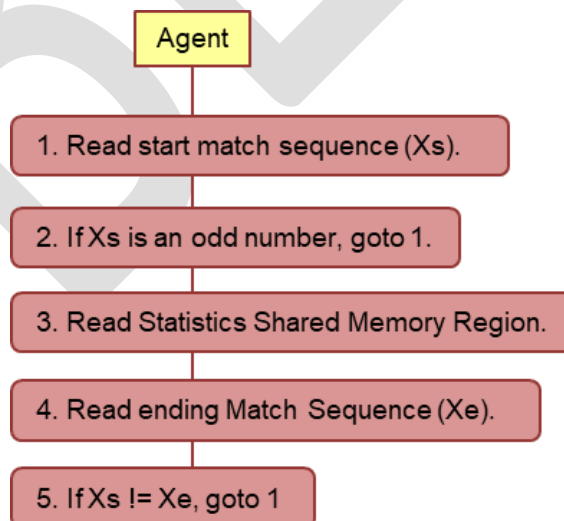 Agent
1. Read start match sequence (Xs).
2. If Xs is an odd number, goto 1.
3. Read Statistics Shared Memory Region.
4. Read ending Match Sequence (Xe).
5. If Xs != Xe, goto 1